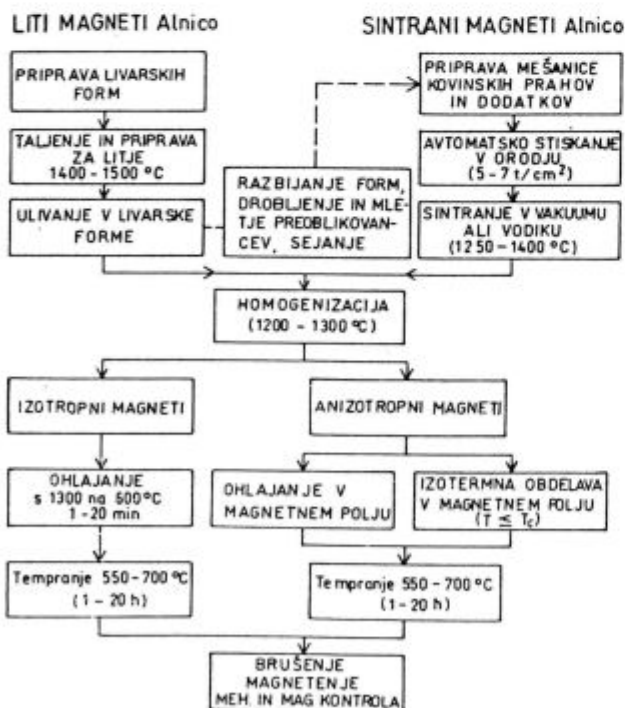 LITI MAGNETI Alnico
SINTRANI MAGNETI Alnico
PRIPRAVA LIVARSKIH
FORM
PRIPRAVA MEŠANICE
KOVINSKIH PRAHOV
IN DODATKOV
TALJENJE IN PRIPRAVA
ZA LITJE
1400-1500 °C
AVTOMATSKO STISKANJE
V ORODJU
(5-7 t/cm²)
ULIVANJE V LIVARSKE
FORME
RAZBIJANJE FORM,
DROBLJENJE IN MLE-
TJE PREOBLIKOVAN-
CEV, SEJANJE
SINTRANJE V VAKUUMU
ALI VODIKU
(1250-1400°C)
HOMOGENIZACIJA
(1200 - 1300 °C)
IZOTROPNI MAGNETI
ANIZOTROPNI MAGNETI
OHLAJANJE
s 1300 na 600°C
1-20 min
OHLAJANJE V
MAGNETNEM POLJU
IZOTERMNA OBDELAVA
V MAGNETNEM POLJU
(T ≤ Tc)
Tempranje 550-700 °C
(1 - 20 h)
Tempranje 550-700 °C
(1-20 h)
BRUŠENJE
MAGNETENJE
MEH. IN MAG KONTROLA